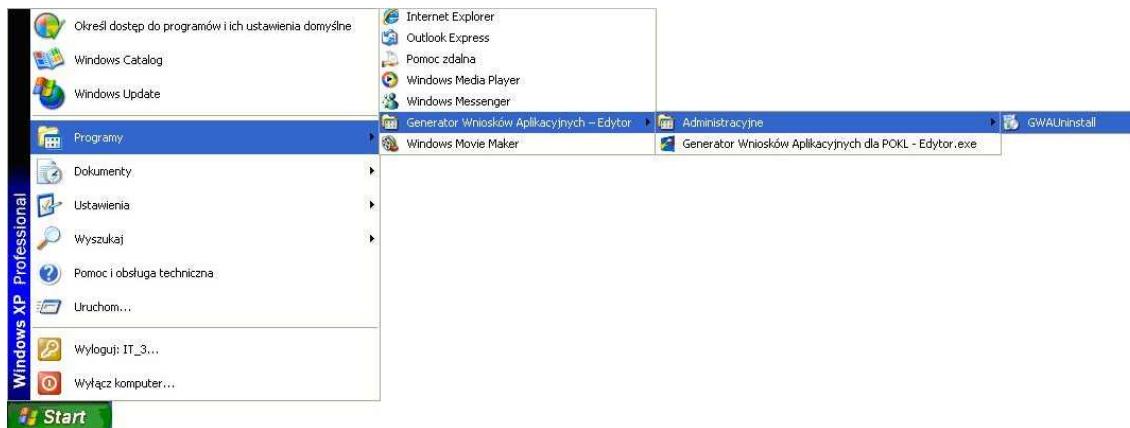 Określ dostęp do programów i ich ustawienia domyślne
Windows Catalog
Windows Update
Programy
Dokumenty
Ustawienia
Wyszukaj
Pomoc i obsługa techniczna
Uruchom...
Wyloguj: IT_3...
Wyłącz komputer...
Windows XP Professional
Start
Internet Explorer
Outlook Express
Pomoc zdalna
Windows Media Player
Windows Messenger
Generator Wniosków Aplikacyjnych – Edytor
Windows Movie Maker
Administracyjne
Generator Wniosków Aplikacyjnych dla POKL - Edytor.exe
GWAUninstall